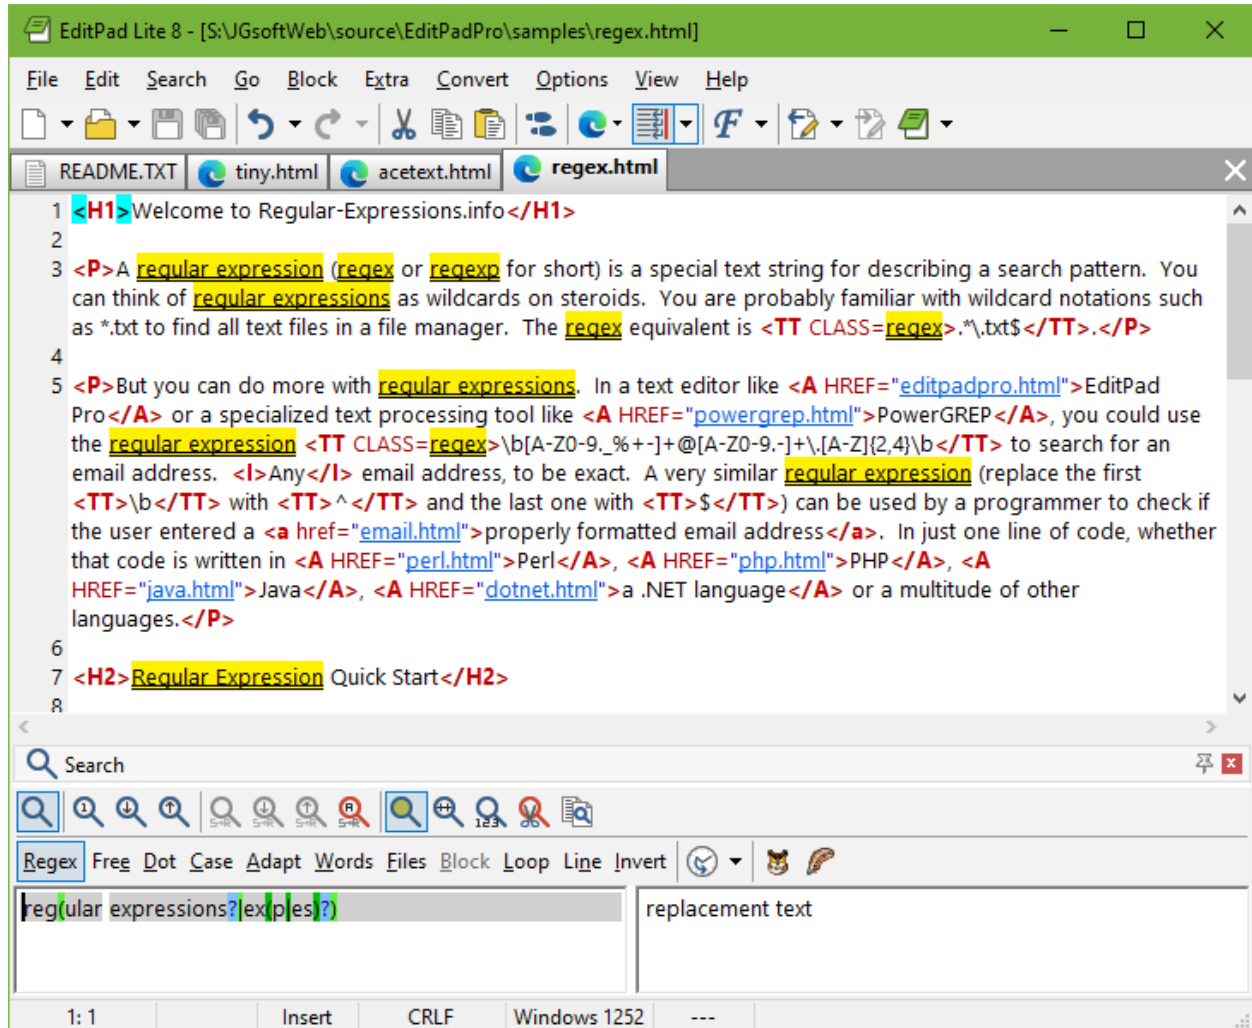 EditPad Lite 8 - [S:\JGsoftWeb\source\EditPadPro\samples\regex.html]
File Edit Search Go Block Extra Convert Options View Help
README.TXT tiny.html acetext.html regex.html
1 <H1>Welcome to Regular-Expressions.info</H1>
2
3 <P>A regular expression (regex or regexp for short) is a special text string for describing a search pattern.  You
can think of regular expressions as wildcards on steroids.  You are probably familiar with wildcard notations such
as *.txt to find all text files in a file manager.  The regex equivalent is <TT CLASS=regex>.*\.txt$</TT>.</P>
4
5 <P>But you can do more with regular expressions.  In a text editor like <A HREF="editpadpro.html">EditPad
Pro</A> or a specialized text processing tool like <A HREF="powergrep.html">PowerGREP</A>, you could use
the regular expression <TT CLASS=regex>\b[A-Z0-9._%+-]+@[A-Z0-9.-]+\.[A-Z]{2,4}\b</TT> to search for an
email address.  <I>Any</I> email address, to be exact.  A very similar regular expression (replace the first
<TT>\b</TT> with <TT>^</TT> and the last one with <TT>$</TT>) can be used by a programmer to check if
the user entered a <a href="email.html">properly formatted email address</a>.  In just one line of code, whether
that code is written in <A HREF="perl.html">Perl</A>, <A HREF="php.html">PHP</A>, <A
HREF="java.html">Java</A>, <A HREF="dotnet.html">a .NET language</A> or a multitude of other
languages.</P>
6
7 <H2>Regular Expression Quick Start</H2>
8
Search
Regex Free Dot Case Adapt Words Files Block Loop Line Invert
reg(ular expressions?|ex(p|es)?) replacement text
1: 1 Insert CRLF Windows 1252 ---